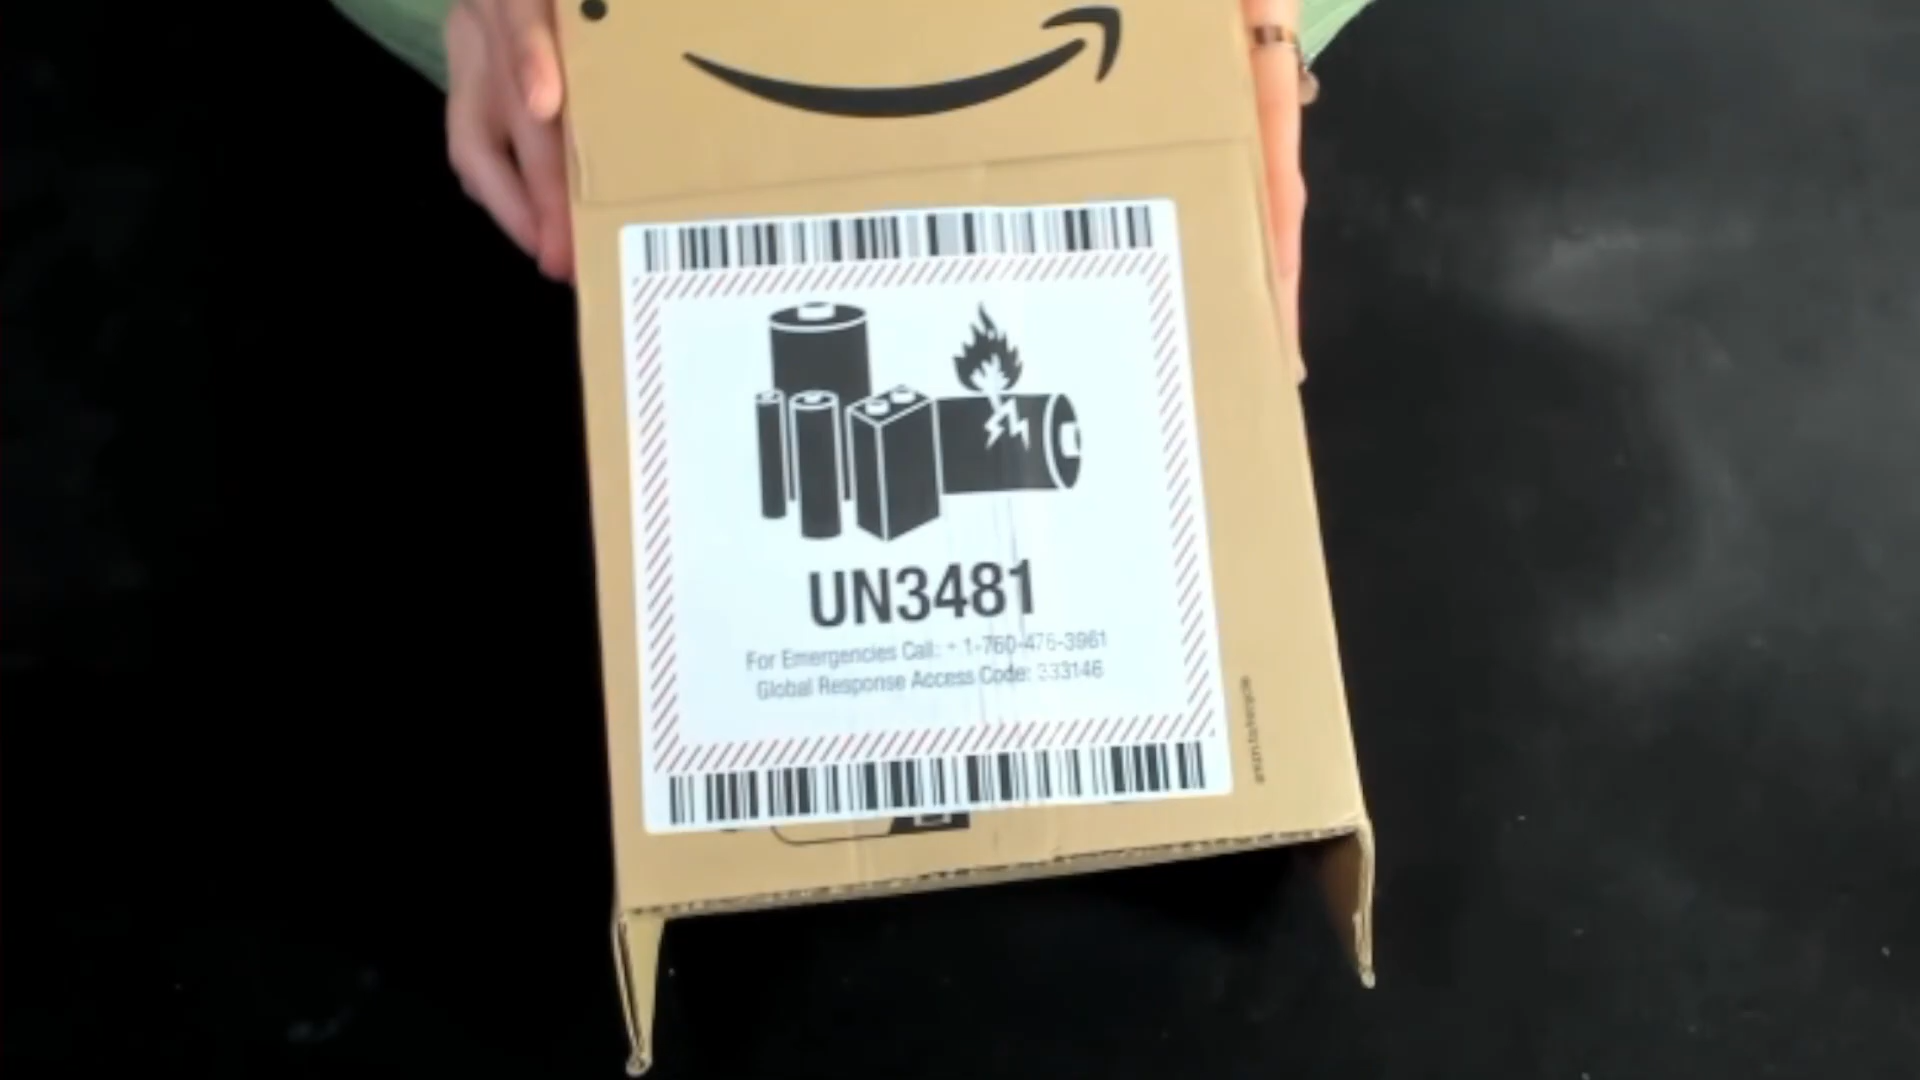 UN3481
For Emergencies Call: + 1-760-476-3961
Global Response Access Code: 333146